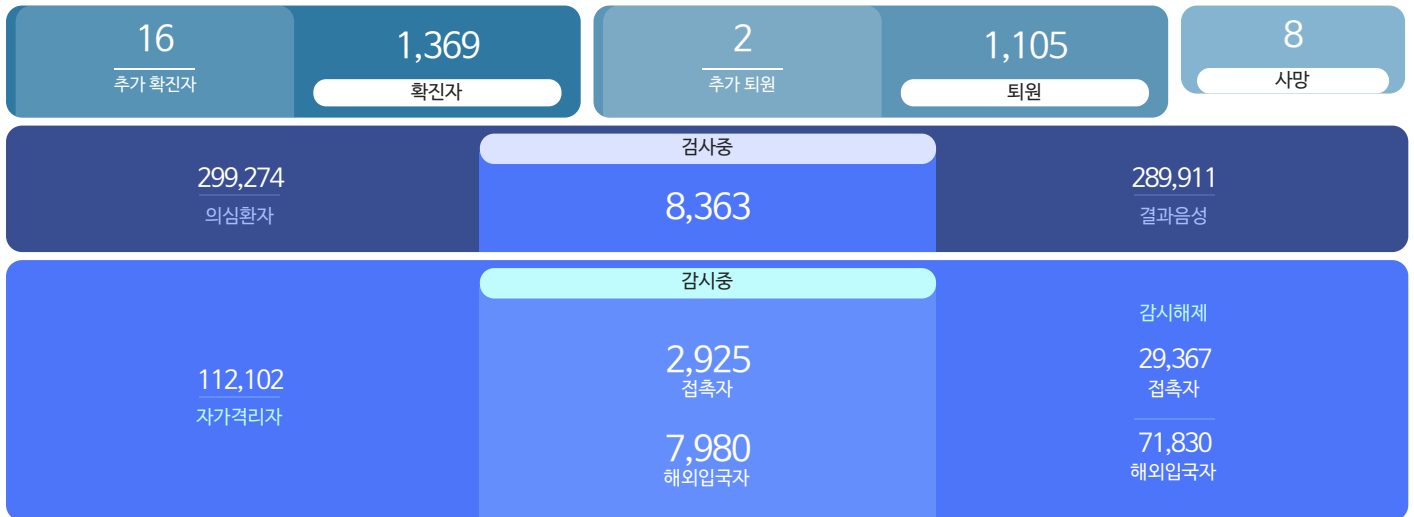 16
추가 확진자
1,369
확진자
2
추가 퇴원
1,105
퇴원
8
사망
299,274
의심환자
검사중
8,363
289,911
결과음성
112,102
자가격리자
감시중
2,925
접촉자
7,980
해외입국자
감시해제
29,367
접촉자
71,830
해외입국자